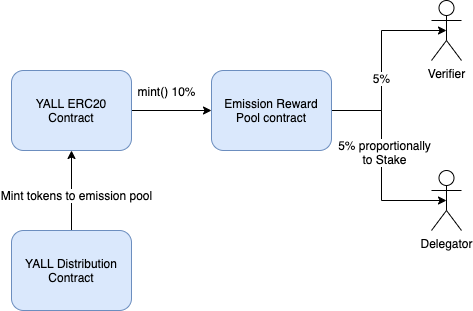 Verifier
YALL ERC20
Contract
mint() 10%
Emission Reward
Pool contract
5%
5% proportionally
to Stake
Mint tokens to emission pool
Delegator
YALL Distribution
Contract